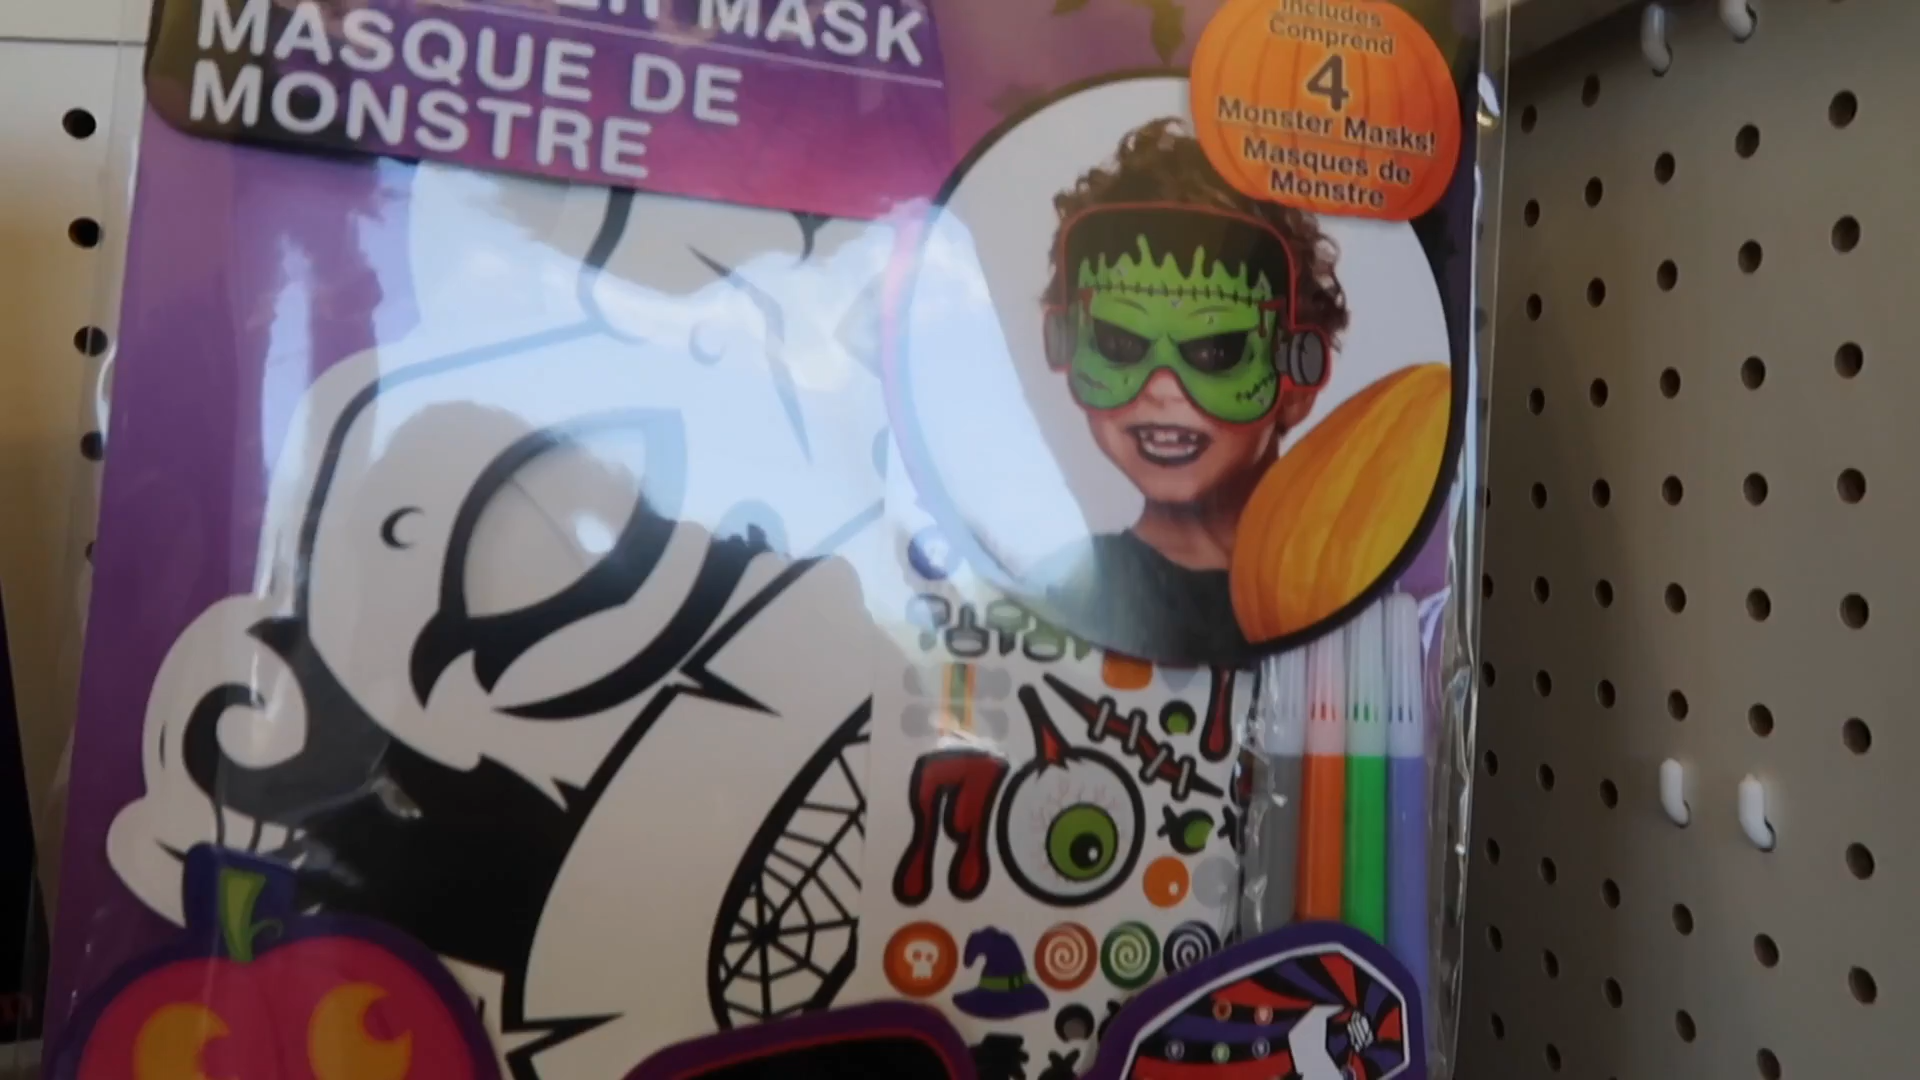 MASK
MASQUE DE
MONSTRE
Includes
Comprend
4
Monster Masks!
Masques de
Monstre